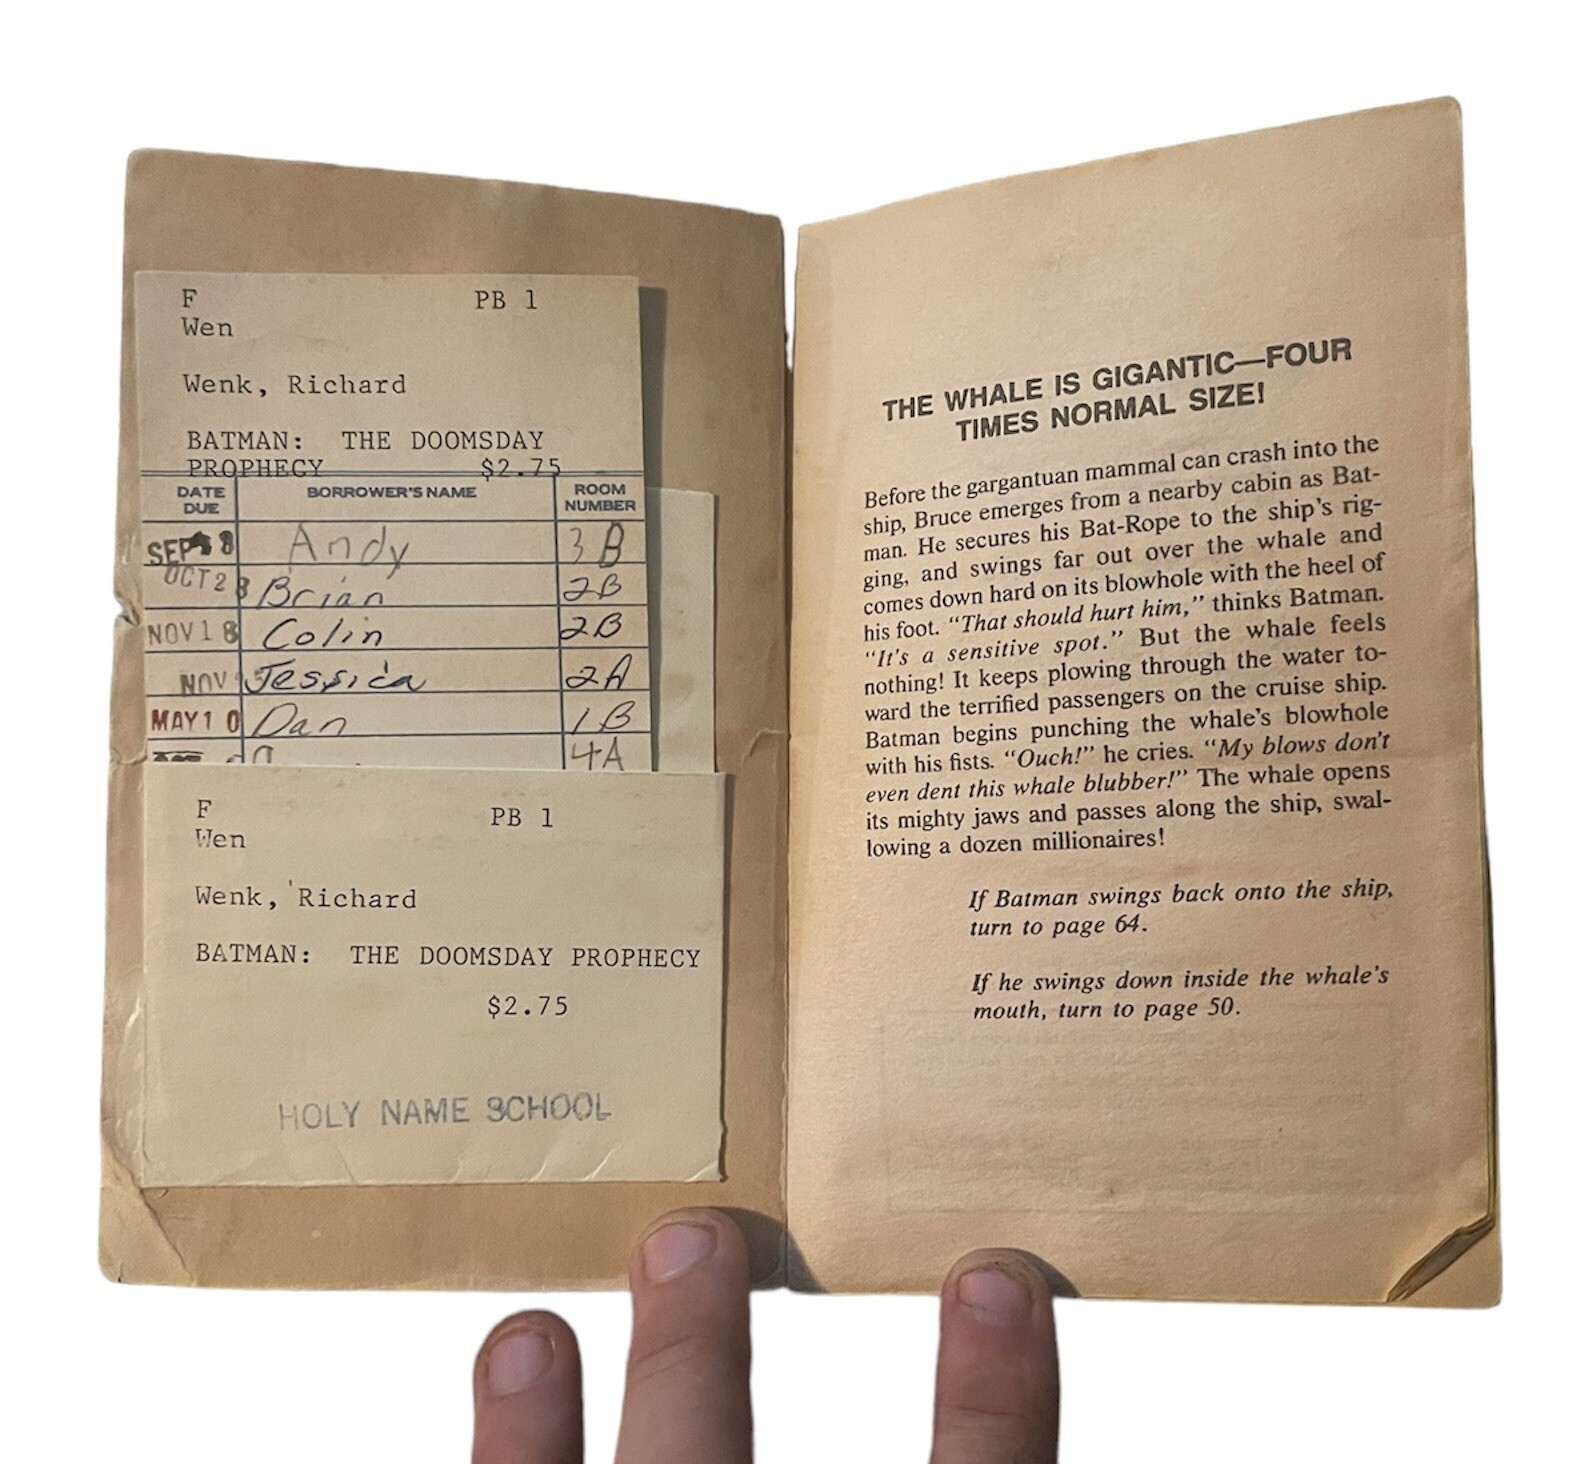 F PB 1
Wen
Wenk, Richard
BATMAN: THE DOOMSDAY
PROPHECY $2.75
DATE DUE BORROWER'S NAME ROOM NUMBER
SEP 8 Andy 3B
OCT 28 Brian 2B
NOV 18 Colin 2B
NOV Jessica 2A
MAY 10 Dan 1B
4A
F PB 1
Wen
Wenk, Richard
BATMAN: THE DOOMSDAY PROPHECY
$2.75
HOLY NAME SCHOOL
THE WHALE IS GIGANTIC—FOUR
TIMES NORMAL SIZE!
Before the gargantuan mammal can crash into the
ship, Bruce emerges from a nearby cabin as Bat-
man. He secures his Bat-Rope to the ship's rig-
ging, and swings far out over the whale and
comes down hard on its blowhole with the heel of
his foot. "That should hurt him," thinks Batman.
"It's a sensitive spot." But the whale feels
nothing! It keeps plowing through the water to-
ward the terrified passengers on the cruise ship.
Batman begins punching the whale's blowhole
with his fists. "Ouch!" he cries. "My blows don't
even dent this whale blubber!" The whale opens
its mighty jaws and passes along the ship, swal-
lowing a dozen millionaires!
If Batman swings back onto the ship,
turn to page 64.
If he swings down inside the whale's
mouth, turn to page 50.